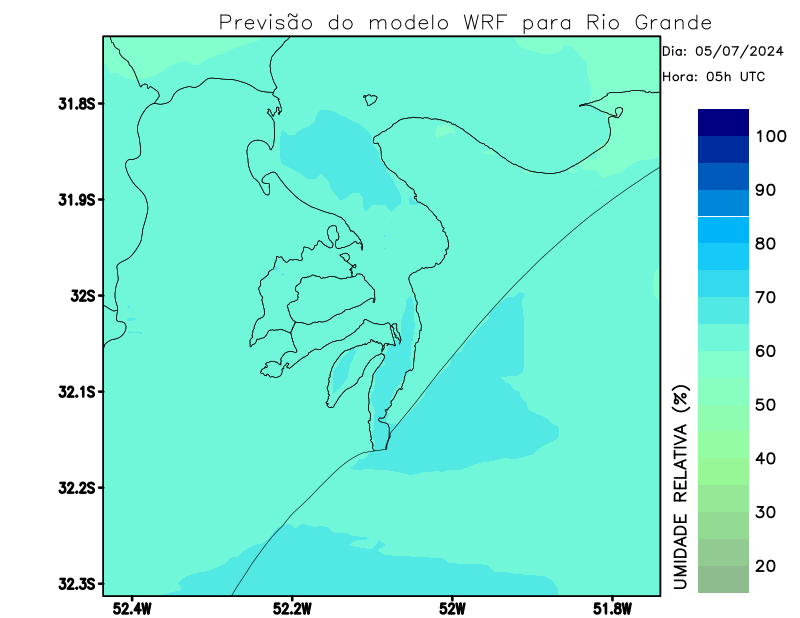 Previsão do modelo WRF para Rio Grande
Dia: 05/07/2024
Hora: 05h UTC
31.8S
31.9S
32S
32.1S
32.2S
32.3S
52.4W
52.2W
52W
51.8W
100
90
80
70
60
50
40
30
20
UMIDADE RELATIVA (%)